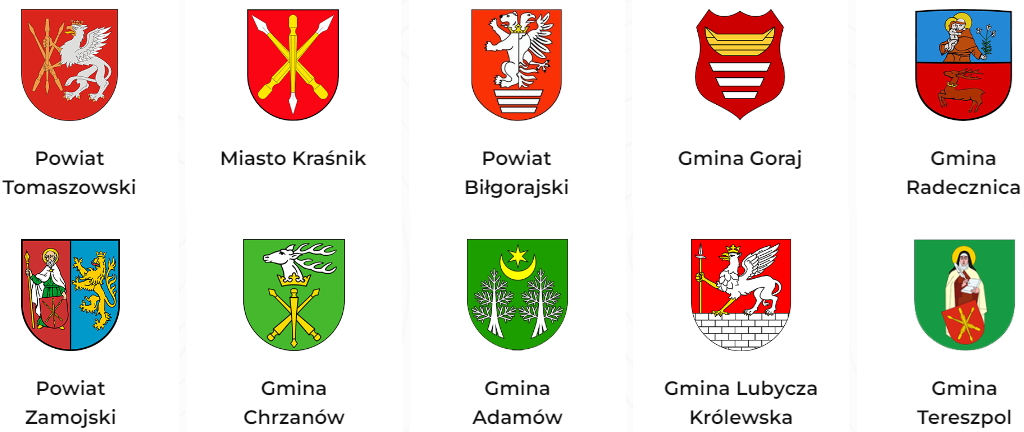 Powiat
Tomaszowski
Miasto Kraśnik
Powiat
Biłgorajski
Gmina Goraj
Gmina
Radecznica
Powiat
Zamojski
Gmina
Chrzanów
Gmina
Adamów
Gmina Lubycza
Królewska
Gmina
Tereszpol